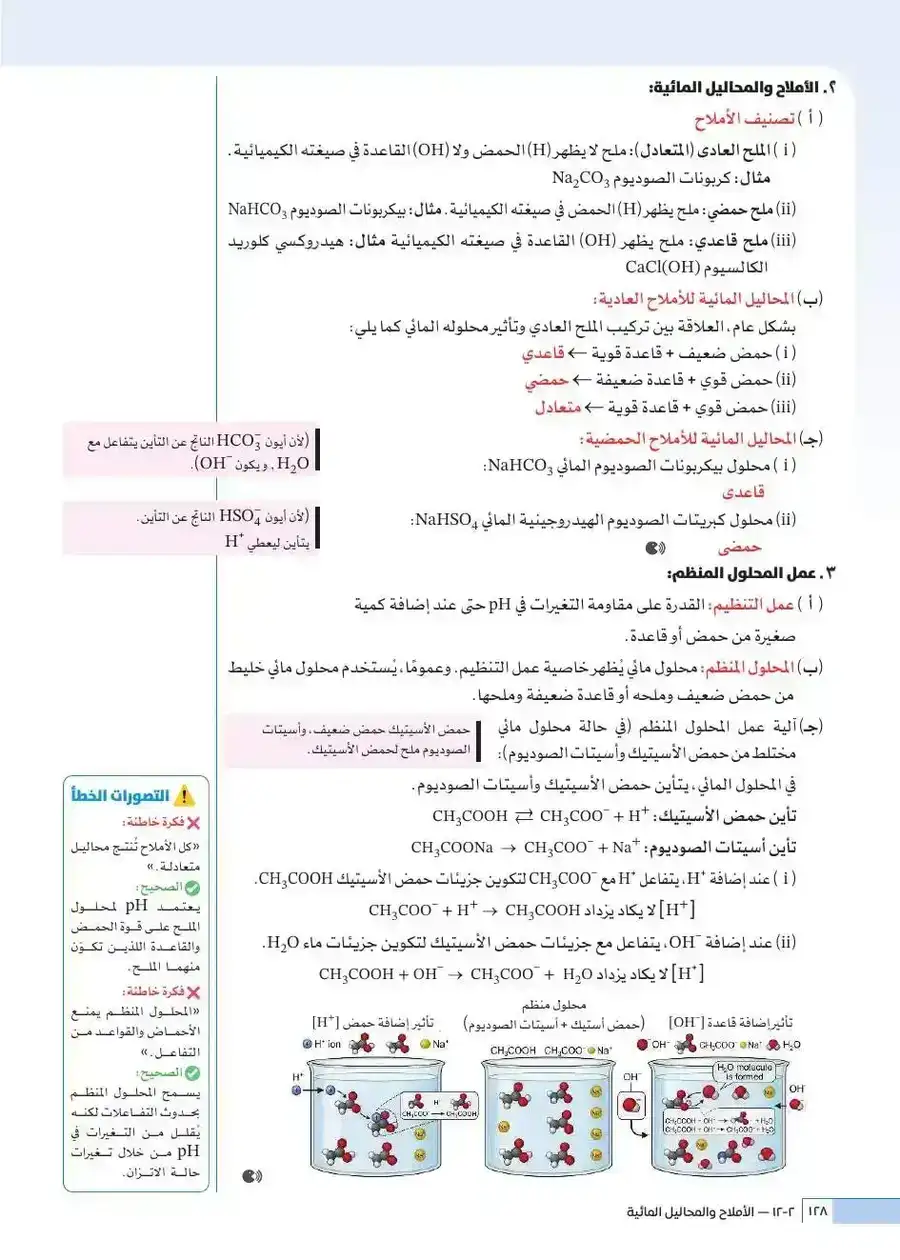 ٢. الأملاح والمحاليل المائية:
( أ ) تصنيف الأملاح
( i ) الملح العادى (المتعادل): ملح لا يظهر (H) الحمض ولا (OH) القاعدة في صيغته الكيميائية.
مثال: كربونات الصوديوم Na₂CO₃
(ii) ملح حمضي: ملح يظهر (H) الحمض في صيغته الكيميائية. مثال: بيكربونات الصوديوم NaHCO₃
(iii) ملح قاعدي: ملح يظهر (OH) القاعدة في صيغته الكيميائية مثال: هيدروكسي كلوريد
الكالسيوم CaCl(OH)
(ب) المحاليل المائية للأملاح العادية:
بشكل عام، العلاقة بين تركيب الملح العادي وتأثير محلوله المائي كما يلي:
( i ) حمض ضعيف + قاعدة قوية ← قاعدي
(ii) حمض قوي + قاعدة ضعيفة ← حمضي
(iii) حمض قوي + قاعدة قوية ← متعادل
(جـ) المحاليل المائية للأملاح الحمضية:
( i ) محلول بيكربونات الصوديوم المائي NaHCO₃:
قاعدى
(لأن أيون HCO₃⁻ الناتج عن التأين يتفاعل مع
H₂O, ويكون OH⁻).
(ii) محلول كبريتات الصوديوم الهيدروجينية المائي NaHSO₄:
حمضى
(لأن أيون HSO₄⁻ الناتج عن التأين.
يتأين ليعطي H⁺
٣. عمل المحلول المنظم:
( أ ) عمل التنظيم: القدرة على مقاومة التغيرات في pH حتى عند إضافة كمية
صغيرة من حمض أو قاعدة.
(ب) المحلول المنظم: محلول مائي يُظهر خاصية عمل التنظيم. وعمومًا، يُستخدم محلول مائي خليط
من حمض ضعيف وملحه أو قاعدة ضعيفة وملحها.
(جـ) آلية عمل المحلول المنظم (في حالة محلول مائي
مختلط من حمض الأسيتيك وأسيتات الصوديوم):
حمض الأسيتيك حمض ضعيف، وأسيتات
الصوديوم ملح لحمض الأسيتيك.
في المحلول المائي، يتأين حمض الأسيتيك وأسيتات الصوديوم.
تأين حمض الأسيتيك: CH₃COOH ⇄ CH₃COO⁻ + H⁺
تأين أسيتات الصوديوم: CH₃COONa → CH₃COO⁻ + Na⁺
( i ) عند إضافة H⁺، يتفاعل H⁺ مع CH₃COO⁻ لتكوين جزيئات حمض الأسيتيك CH₃COOH.
[H⁺] لا يكاد يزداد CH₃COO⁻ + H⁺ → CH₃COOH
(ii) عند إضافة OH⁻، يتفاعل مع جزيئات حمض الأسيتيك لتكوين جزيئات ماء H₂O.
[H⁺] لا يكاد يزداد CH₃COOH + OH⁻ → CH₃COO⁻ + H₂O
التصورات الخطأ
فكرة خاطئة:
«كل الأملاح تُنتج محاليل
متعادلة.»
الصحيح:
يعتمد pH لمحلول
الملح على قوة الحمض
والقاعدة اللذين تكوّن
منهما الملح.
فكرة خاطئة:
«المحلول المنظم يمنع
الأحماض والقواعد من
التفاعل.»
الصحيح:
يسمح المحلول المنظم
بحدوث التفاعلات لكنه
يُقلل من التغيرات في
pH من خلال تغيرات
حالة الاتزان.
تأثير إضافة قاعدة [OH⁻]
OH⁻ CH₃COO⁻ Na⁺ H₂O
H₂O molecule
is formed
OH⁻
OH⁻
محلول منظم
(حمض أستيك + أسيتات الصوديوم)
CH₃COOH CH₃COO⁻ Na⁺
تأثير إضافة حمض [H⁺]
H⁺ ion Na⁺
H⁺
H⁺
CH₃COO⁻ → CH₃COOH
١٢٨ ١٢-٢ — الأملاح والمحاليل المائية